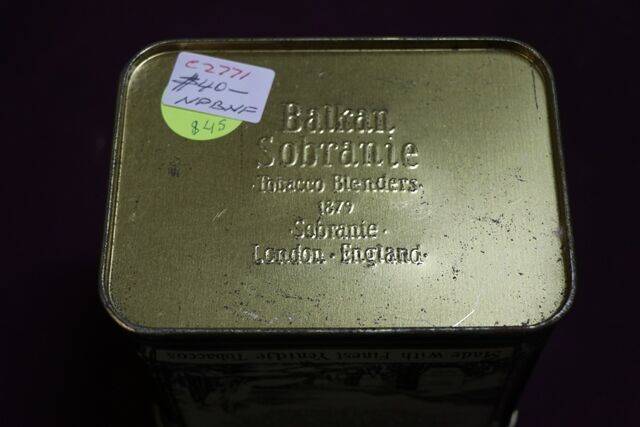 C2771
$40-
NPBNF
$45
Balkan
Sobranie
·Tobacco Blenders·
1879
·Sobranie·
London·England·
Made with Finest Yenidje Tobaccos